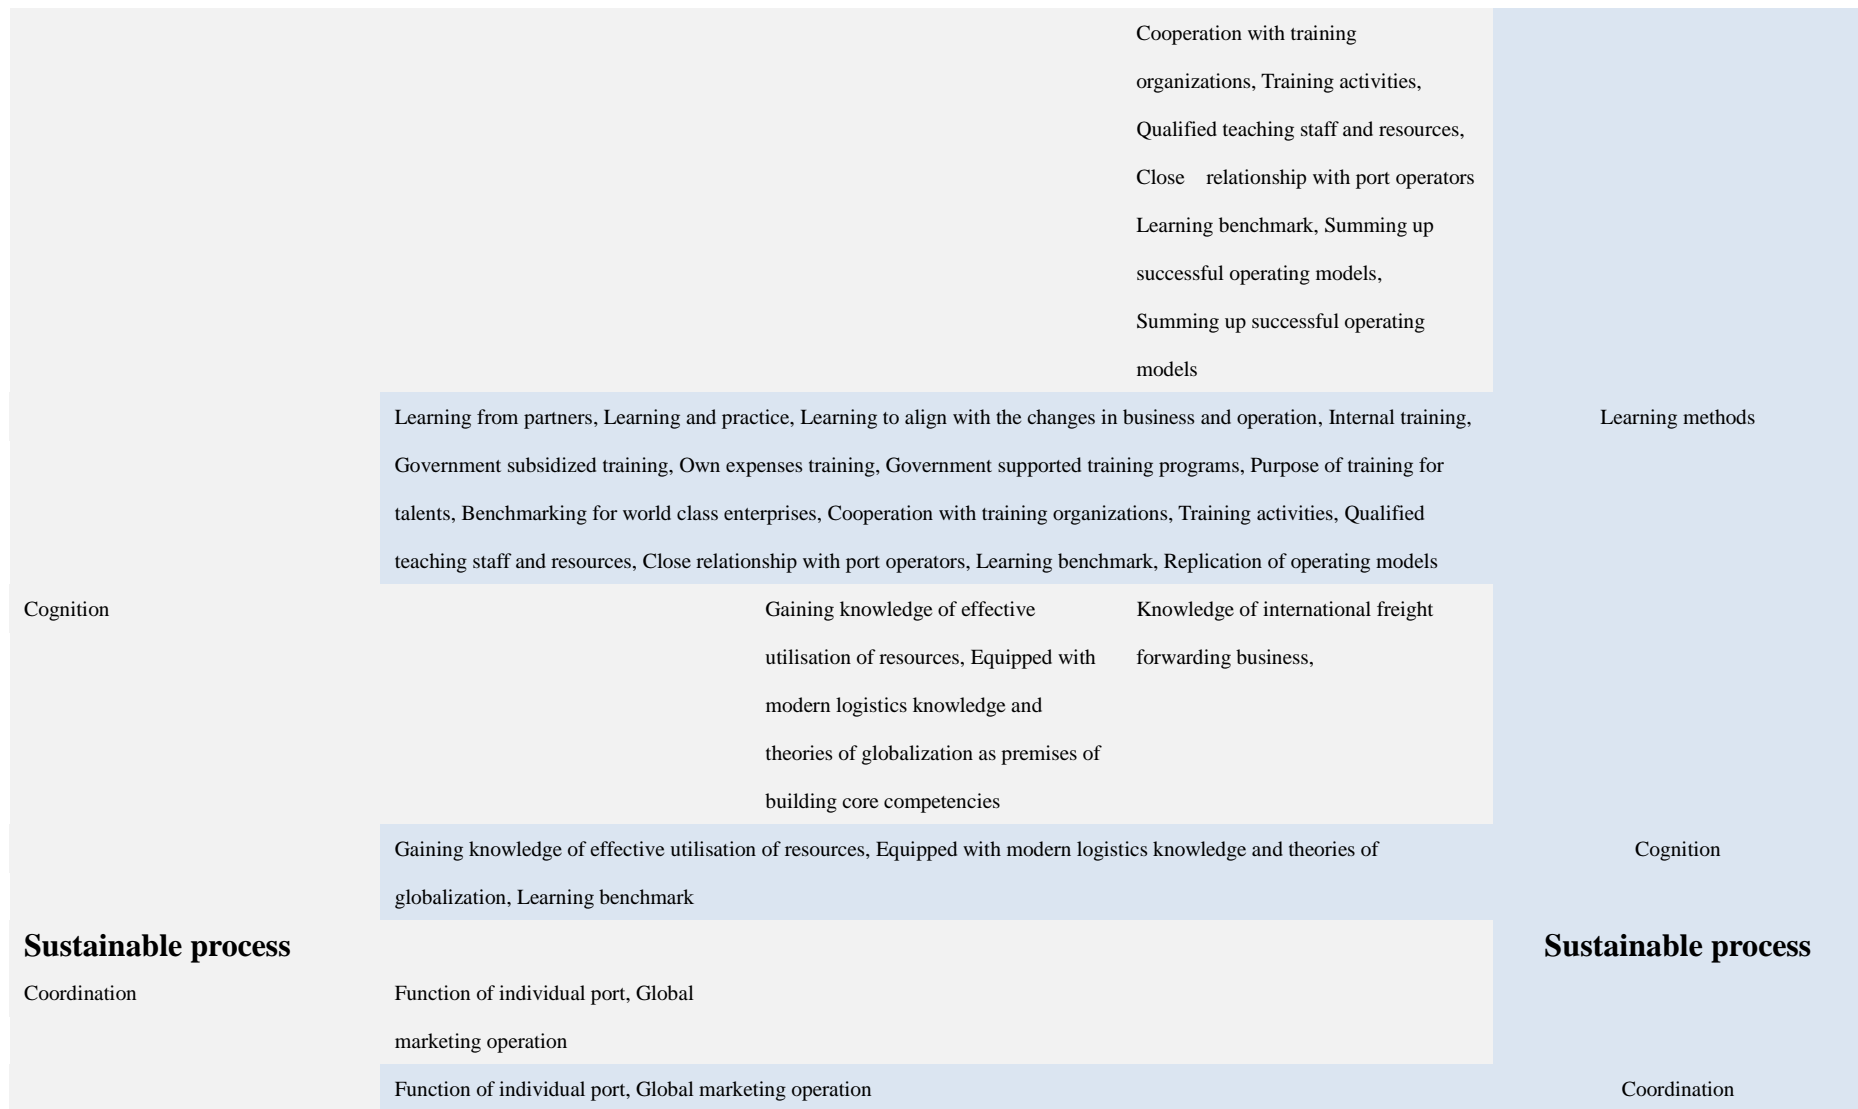 Cooperation with training
organizations, Training activities,
Qualified teaching staff and resources,
Close relationship with port operators
Learning benchmark, Summing up
successful operating models,
Summing up successful operating
models
Learning from partners, Learning and practice, Learning to align with the changes in business and operation, Internal training,
Government subsidized training, Own expenses training, Government supported training programs, Purpose of training for
talents, Benchmarking for world class enterprises, Cooperation with training organizations, Training activities, Qualified
teaching staff and resources, Close relationship with port operators, Learning benchmark, Replication of operating models
Learning methods
Cognition
Gaining knowledge of effective
utilisation of resources, Equipped with
modern logistics knowledge and
theories of globalization as premises of
building core competencies
Knowledge of international freight
forwarding business,
Gaining knowledge of effective utilisation of resources, Equipped with modern logistics knowledge and theories of
globalization, Learning benchmark
Cognition
Sustainable process
Sustainable process
Coordination
Function of individual port, Global
marketing operation
Function of individual port, Global marketing operation
Coordination